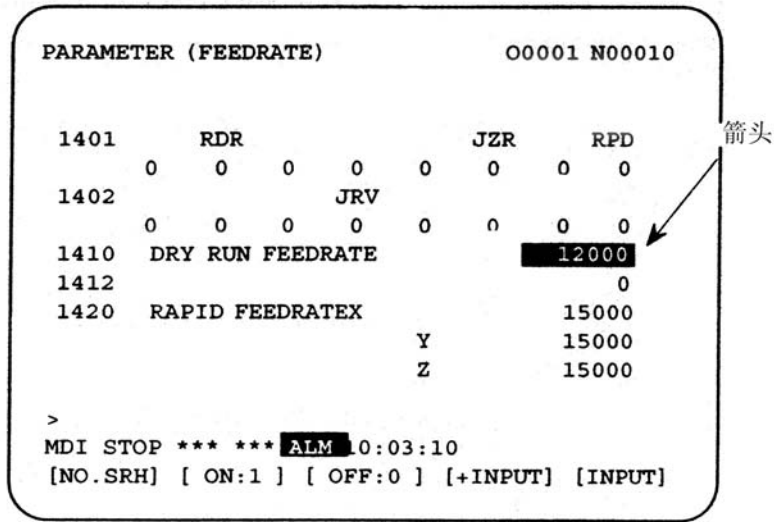 PARAMETER (FEEDRATE) O0001 N00010
箭头
1401 RDR JZR RPD
0 0 0 0 0 0 0 0
1402 JRV
0 0 0 0 0 0 0 0
1410 DRY RUN FEEDRATE 12000
1412 0
1420 RAPID FEEDRATEX 15000
Y 15000
Z 15000
>
MDI STOP *** *** ALM 10:03:10
[NO.SRH] [ ON:1 ] [ OFF:0 ] [+INPUT] [INPUT]